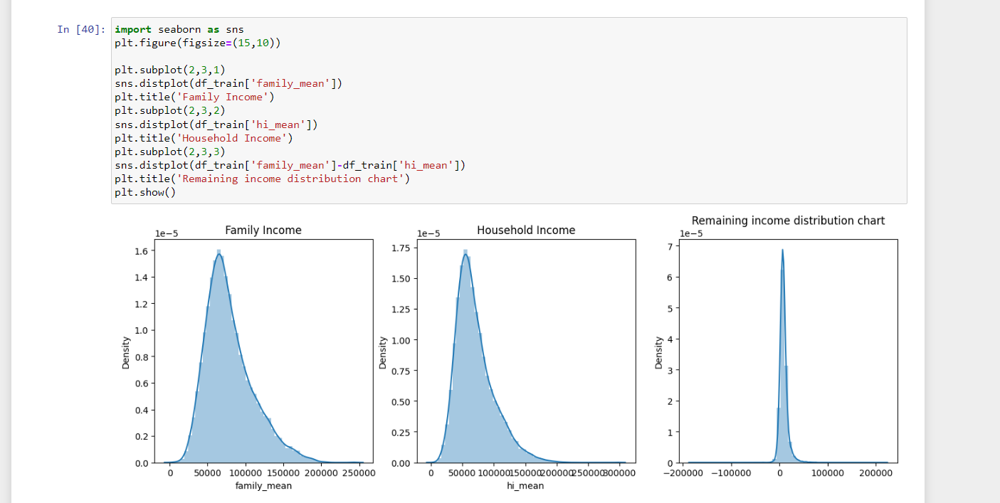 In [40]:
import seaborn as sns
plt.figure(figsize=(15,10))
plt.subplot(2,3,1)
sns.distplot(df_train['family_mean'])
plt.title('Family Income')
plt.subplot(2,3,2)
sns.distplot(df_train['hi_mean'])
plt.title('Household Income')
plt.subplot(2,3,3)
sns.distplot(df_train['family_mean']-df_train['hi_mean'])
plt.title('Remaining income distribution chart')
plt.show()
Family Income
1e−5
1.6
1.4
1.2
1.0
0.8
0.6
0.4
0.2
0.0
Density
0 50000 100000 150000 200000 250000
family_mean
Household Income
1e−5
1.75
1.50
1.25
1.00
0.75
0.50
0.25
0.00
Density
0 50000 100000 150000 200000 250000 300000
hi_mean
Remaining income distribution chart
1e−5
7
6
5
4
3
2
1
0
Density
−200000 −100000 0 100000 200000